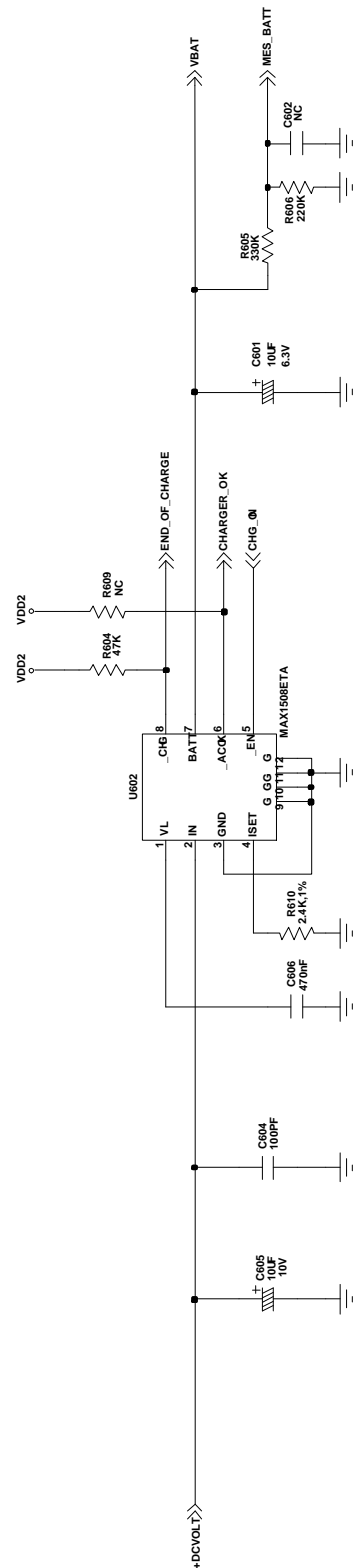 VBAT
MES_BATT
C602
NC
R606
220K
R605
330K
C601
10UF
6.3V
+
END_OF_CHARGE
CHARGER_OK
CHG_ON
VDD2
R609
NC
VDD2
R604
47K
U602
MAX1508ETA
1 VL
2 IN
3 GND
4 ISET
_CHG 8
BATT 7
_ACOK 6
_EN 5
G 9
G 10
G 11
G 12
R610
2.4K,1%
C606
470nF
C604
100PF
C605
10UF
10V
+
+DCVOLT